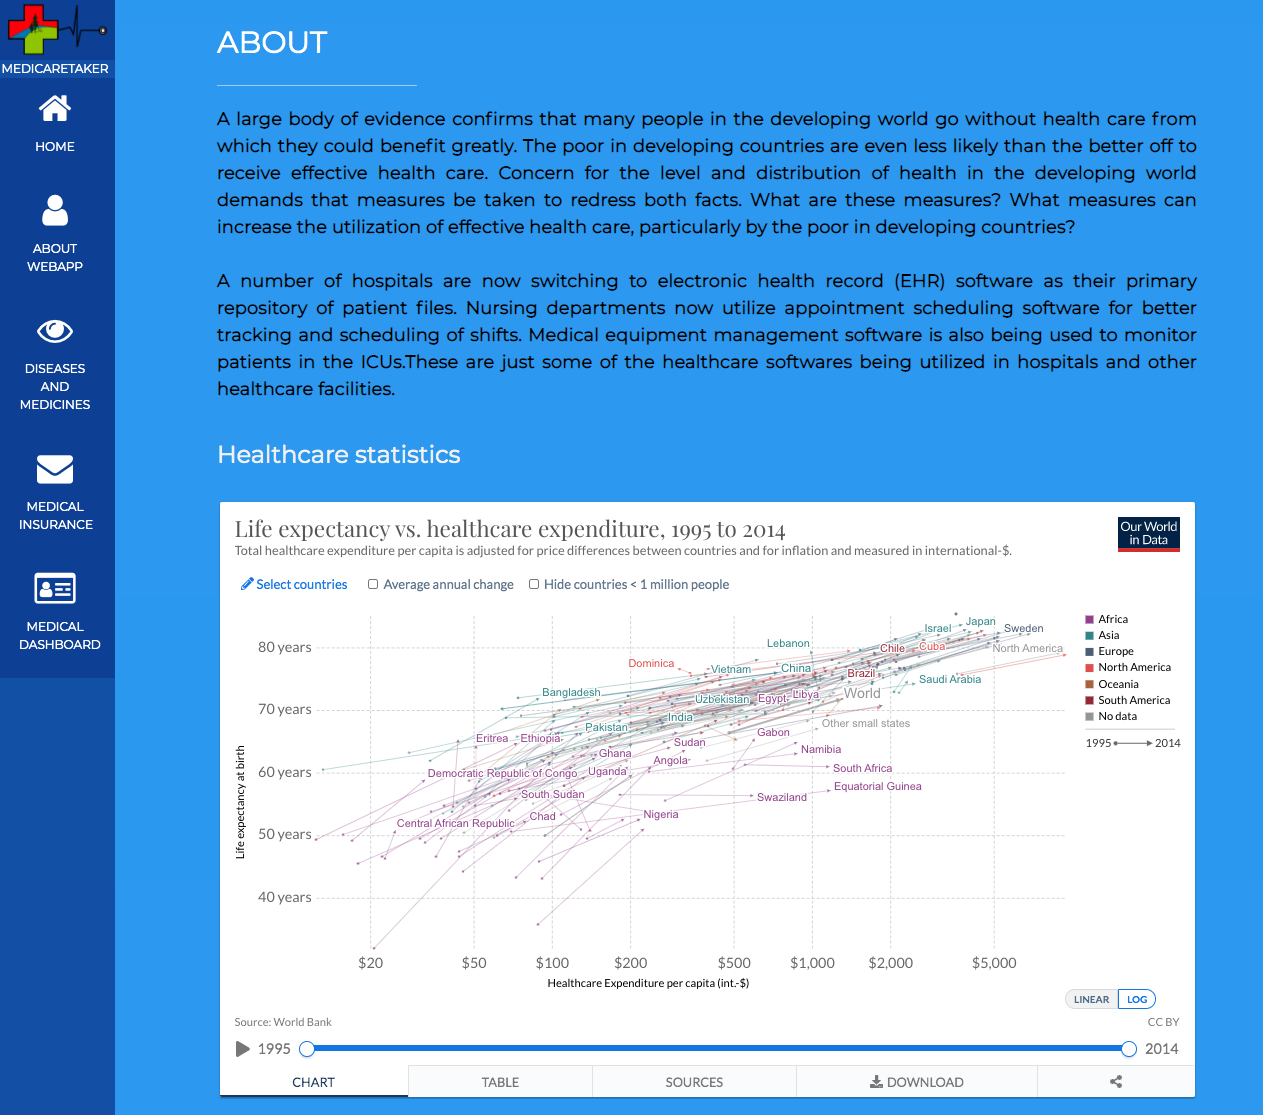 MEDICARETAKER
HOME
ABOUT
WEBAPP
DISEASES
AND
MEDICINES
MEDICAL
INSURANCE
MEDICAL
DASHBOARD
ABOUT
A large body of evidence confirms that many people in the developing world go without health care from
which they could benefit greatly. The poor in developing countries are even less likely than the better off to
receive effective health care. Concern for the level and distribution of health in the developing world
demands that measures be taken to redress both facts. What are these measures? What measures can
increase the utilization of effective health care, particularly by the poor in developing countries?
A number of hospitals are now switching to electronic health record (EHR) software as their primary
repository of patient files. Nursing departments now utilize appointment scheduling software for better
tracking and scheduling of shifts. Medical equipment management software is also being used to monitor
patients in the ICUs.These are just some of the healthcare softwares being utilized in hospitals and other
healthcare facilities.
Healthcare statistics
Life expectancy vs. healthcare expenditure, 1995 to 2014
Total healthcare expenditure per capita is adjusted for price differences between countries and for inflation and measured in international-$.
Our World
in Data
Select countries
Average annual change
Hide countries < 1 million people
Life expectancy at birth
80 years
70 years
60 years
50 years
40 years
Japan
Israel
Sweden
Lebanon
Chile
Cuba
North America
Dominica
Vietnam
China
Brazil
Saudi Arabia
Bangladesh
Uzbekistan
Egypt
Libya
World
India
Other small states
Pakistan
Gabon
Eritrea
Ethiopia
Sudan
Namibia
Ghana
Angola
Democratic Republic of Congo
Uganda
South Africa
Equatorial Guinea
South Sudan
Swaziland
Chad
Nigeria
Central African Republic
$20
$50
$100
$200
$500
$1,000
$2,000
$5,000
Healthcare Expenditure per capita (int.-$)
Africa
Asia
Europe
North America
Oceania
South America
No data
1995
2014
LINEAR
LOG
Source: World Bank
CC BY
1995
2014
CHART
TABLE
SOURCES
DOWNLOAD